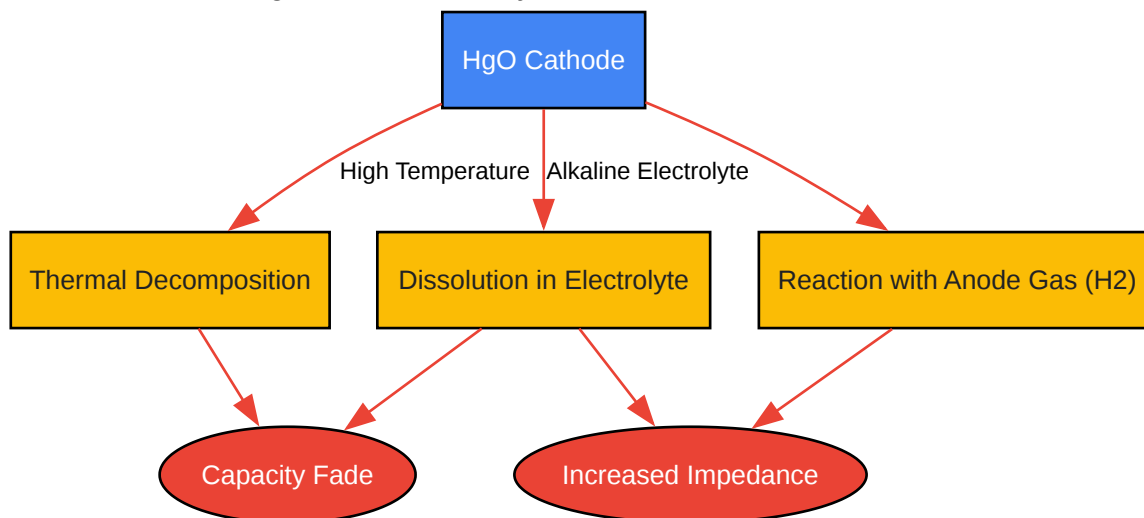 HgO Cathode
High Temperature
Alkaline Electrolyte
Thermal Decomposition
Dissolution in Electrolyte
Reaction with Anode Gas (H2)
Capacity Fade
Increased Impedance